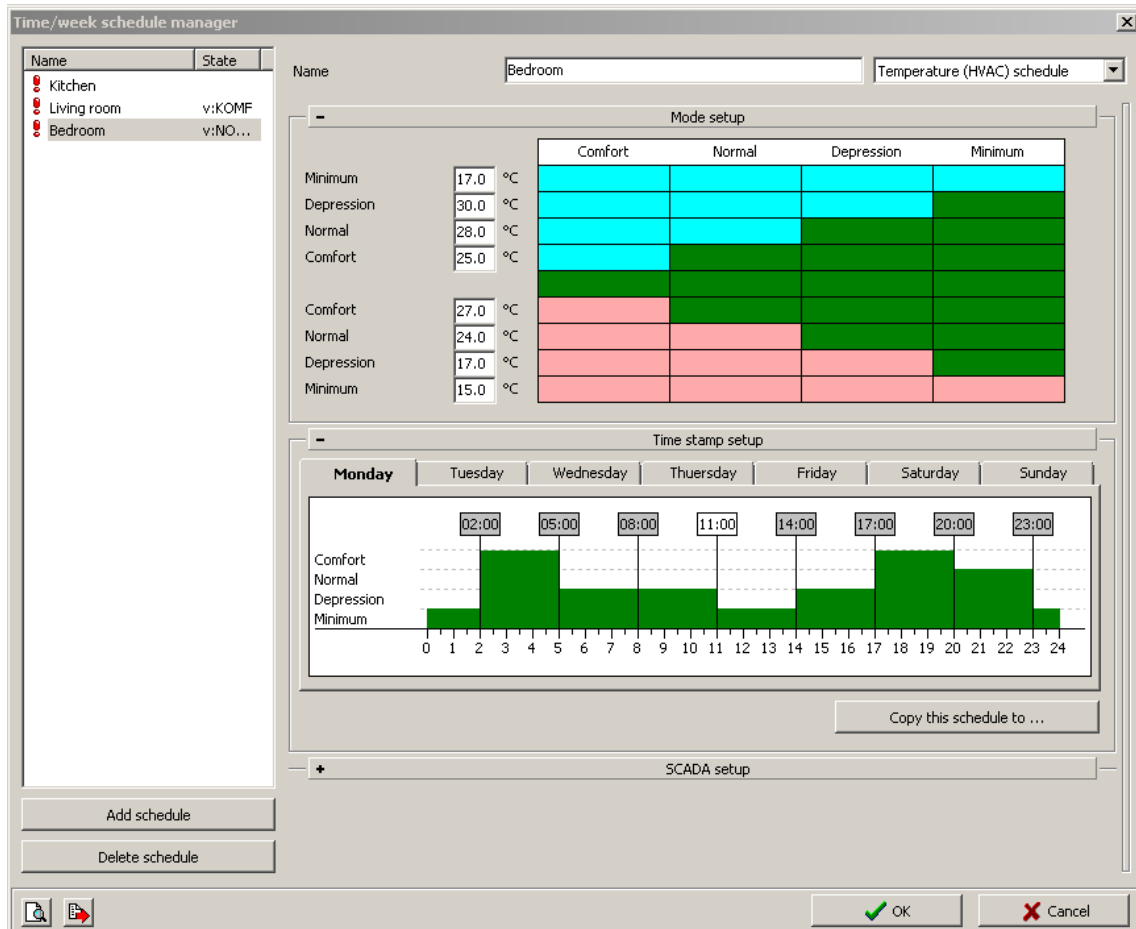 Time/week schedule manager
Name State
Kitchen
Living room v:KOMF
Bedroom v:NO...
Add schedule
Delete schedule
Name Bedroom Temperature (HVAC) schedule
Mode setup
Comfort Normal Depression Minimum
Minimum 17.0 °C
Depression 30.0 °C
Normal 28.0 °C
Comfort 25.0 °C
Comfort 27.0 °C
Normal 24.0 °C
Depression 17.0 °C
Minimum 15.0 °C
Time stamp setup
Monday Tuesday Wednesday Thuersday Friday Saturday Sunday
02:00 05:00 08:00 11:00 14:00 17:00 20:00 23:00
Comfort
Normal
Depression
Minimum
0 1 2 3 4 5 6 7 8 9 10 11 12 13 14 15 16 17 18 19 20 21 22 23 24
Copy this schedule to ...
SCADA setup
OK Cancel